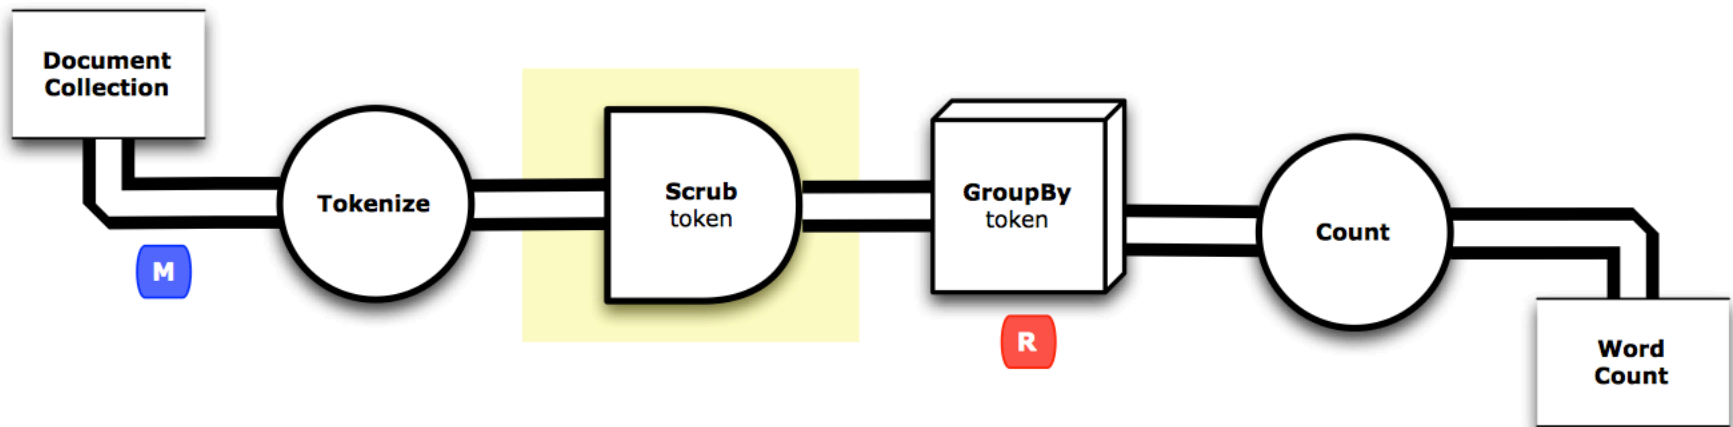 Document
Collection
M
Tokenize
Scrub
token
GroupBy
token
R
Count
Word
Count